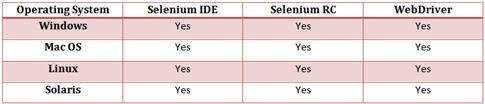 Operating System Selenium IDE Selenium RC WebDriver
Windows Yes Yes Yes
Mac OS Yes Yes Yes
Linux Yes Yes Yes
Solaris Yes Yes Yes